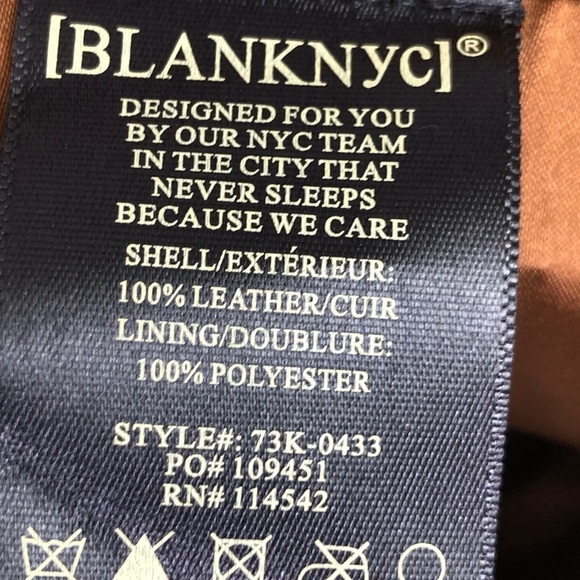 [BLANKNYC]®
DESIGNED FOR YOU
BY OUR NYC TEAM
IN THE CITY THAT
NEVER SLEEPS
BECAUSE WE CARE
SHELL/EXTÉRIEUR:
100% LEATHER/CUIR
LINING/DOUBLURE:
100% POLYESTER
STYLE#: 73K-0433
PO# 109451
RN# 114542